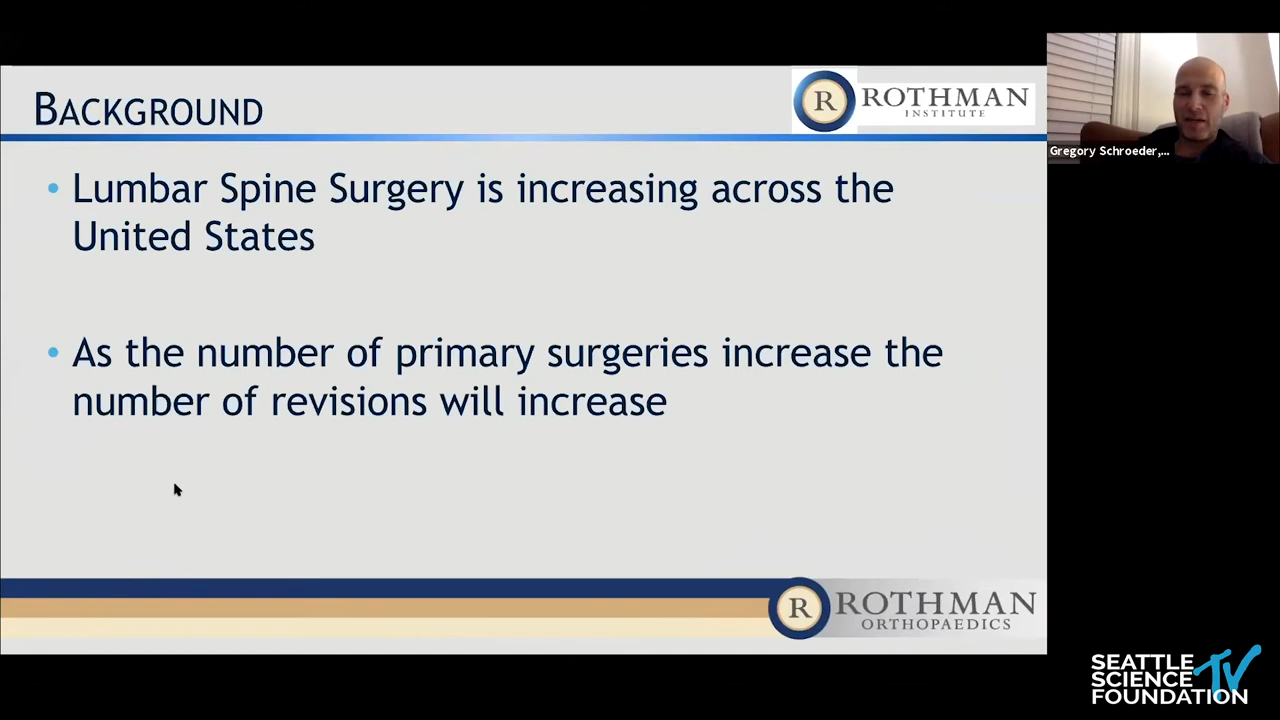 BACKGROUND
R ROTHMAN
INSTITUTE
Gregory Schroeder,...
• Lumbar Spine Surgery is increasing across the
United States
• As the number of primary surgeries increase the
number of revisions will increase
R ROTHMAN
ORTHOPAEDICS
SEATTLE
SCIENCE TV
FOUNDATION